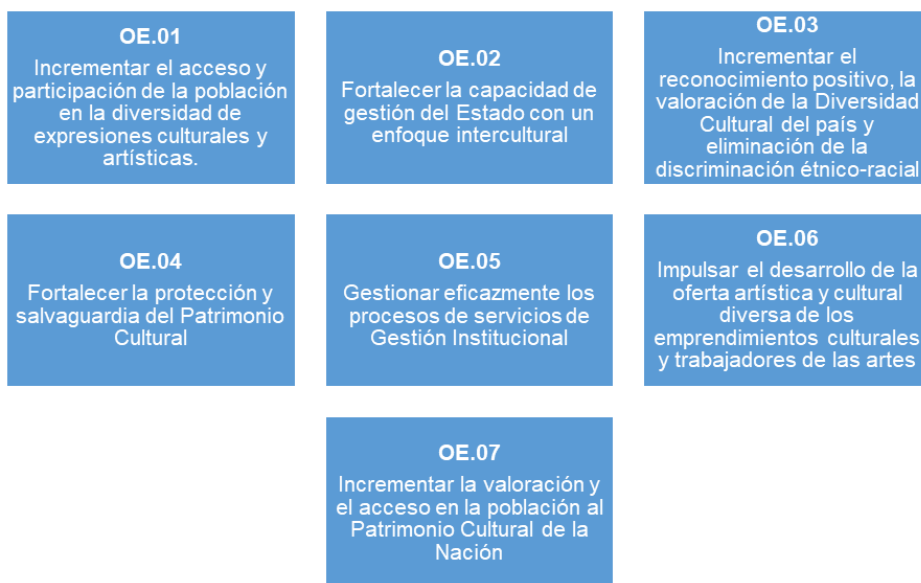 OE.01
Incrementar el acceso y
participación de la población
en la diversidad de
expresiones culturales y
artísticas.
OE.02
Fortalecer la capacidad de
gestión del Estado con un
enfoque intercultural
OE.03
Incrementar el
reconocimiento positivo, la
valoración de la Diversidad
Cultural del país y
eliminación de la
discriminación étnico-racial
OE.04
Fortalecer la protección y
salvaguardia del Patrimonio
Cultural
OE.05
Gestionar eficazmente los
procesos de servicios de
Gestión Institucional
OE.06
Impulsar el desarrollo de la
oferta artística y cultural
diversa de los
emprendimientos culturales
y trabajadores de las artes
OE.07
Incrementar la valoración y
el acceso en la población al
Patrimonio Cultural de la
Nación